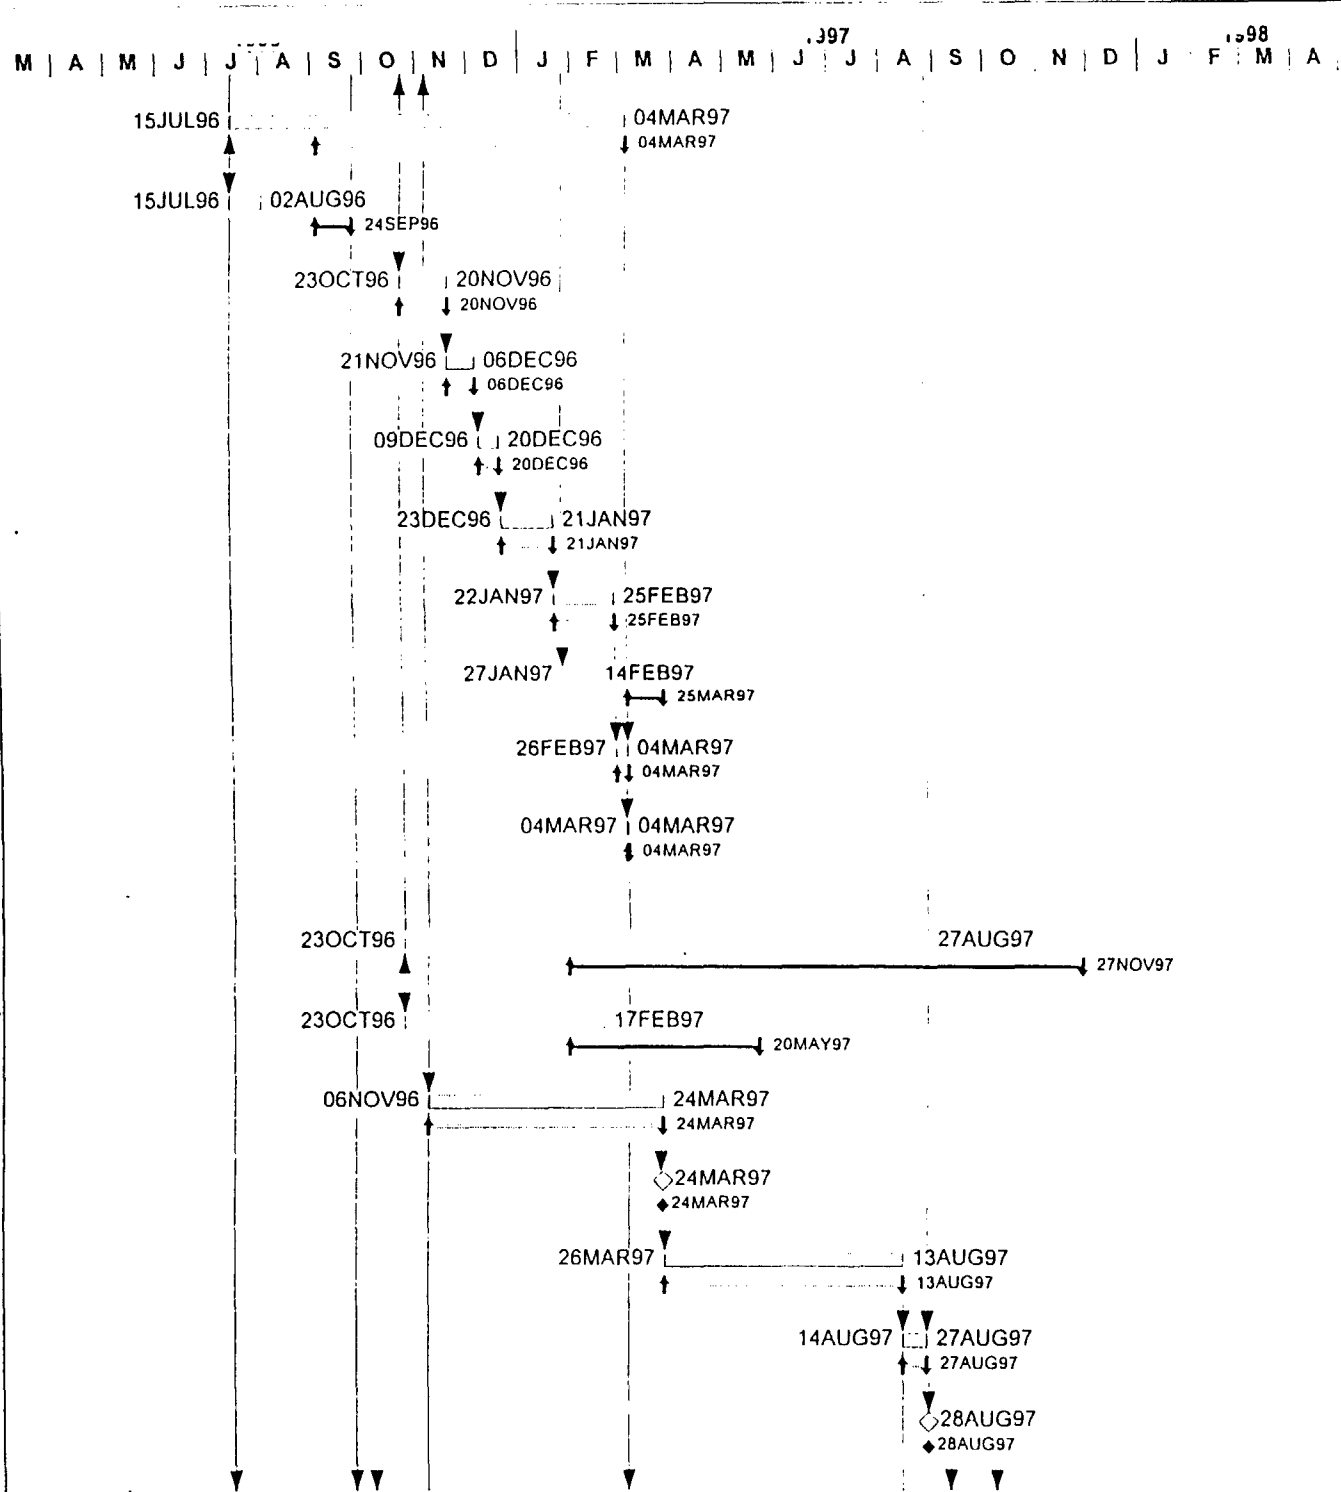 1997 1998
M | A | M | J | J | A | S | O | N | D | J | F | M | A | M | J | J | A | S | O | N | D | J | F | M | A
15JUL96 04MAR97
04MAR97
15JUL96 02AUG96
24SEP96
23OCT96 20NOV96
20NOV96
21NOV96 06DEC96
06DEC96
09DEC96 20DEC96
20DEC96
23DEC96 21JAN97
21JAN97
22JAN97 25FEB97
25FEB97
27JAN97 14FEB97
25MAR97
26FEB97 04MAR97
04MAR97
04MAR97 04MAR97
04MAR97
23OCT96 27AUG97
27NOV97
23OCT96 17FEB97
20MAY97
06NOV96 24MAR97
24MAR97
24MAR97
24MAR97
26MAR97 13AUG97
13AUG97
14AUG97 27AUG97
27AUG97
28AUG97
28AUG97